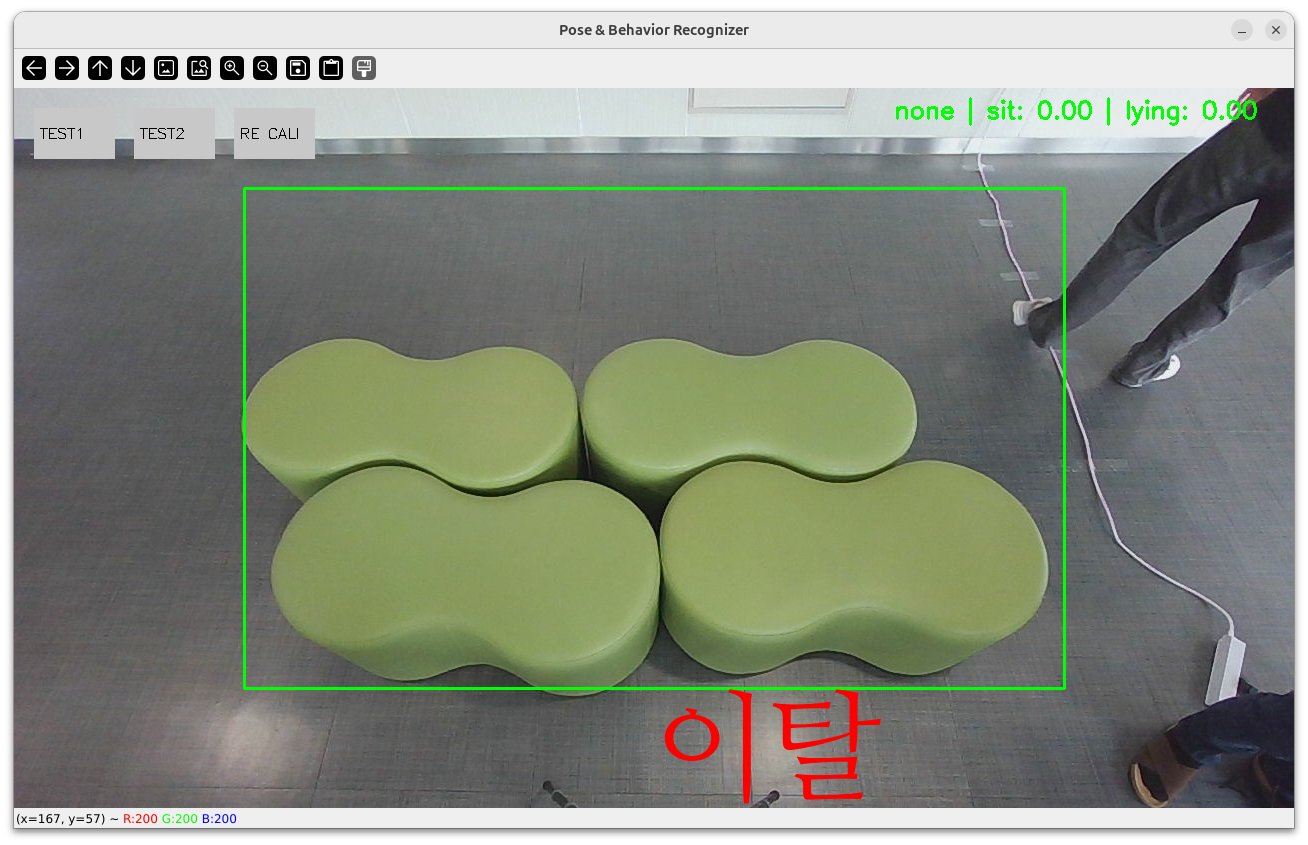 Pose & Behavior Recognizer
none | sit: 0.00 | lying: 0.00
TEST1
TEST2
RE CALI
이탈
(x=167, y=57) ~ R:200 G:200 B:200